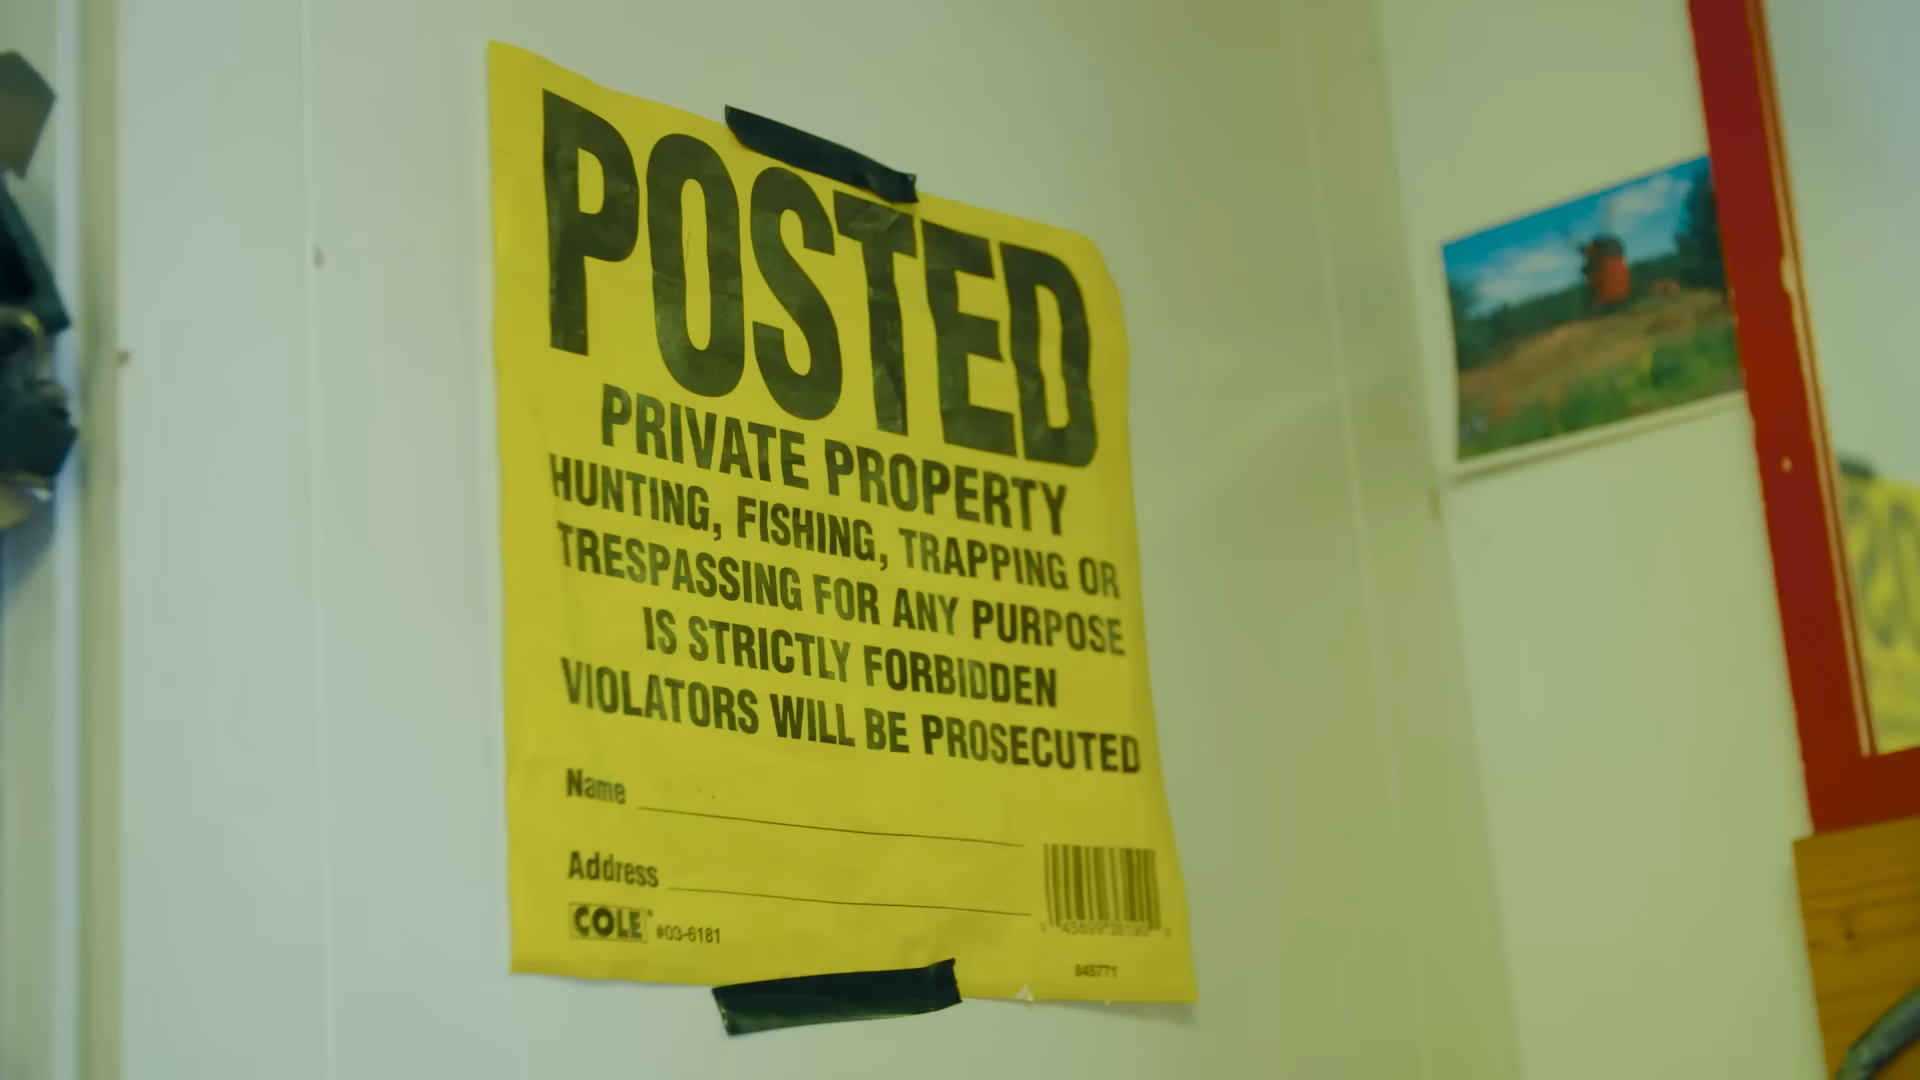 POSTED
PRIVATE PROPERTY
HUNTING, FISHING, TRAPPING OR
TRESPASSING FOR ANY PURPOSE
IS STRICTLY FORBIDDEN
VIOLATORS WILL BE PROSECUTED
Name
Address
COLE #03-6181
845771